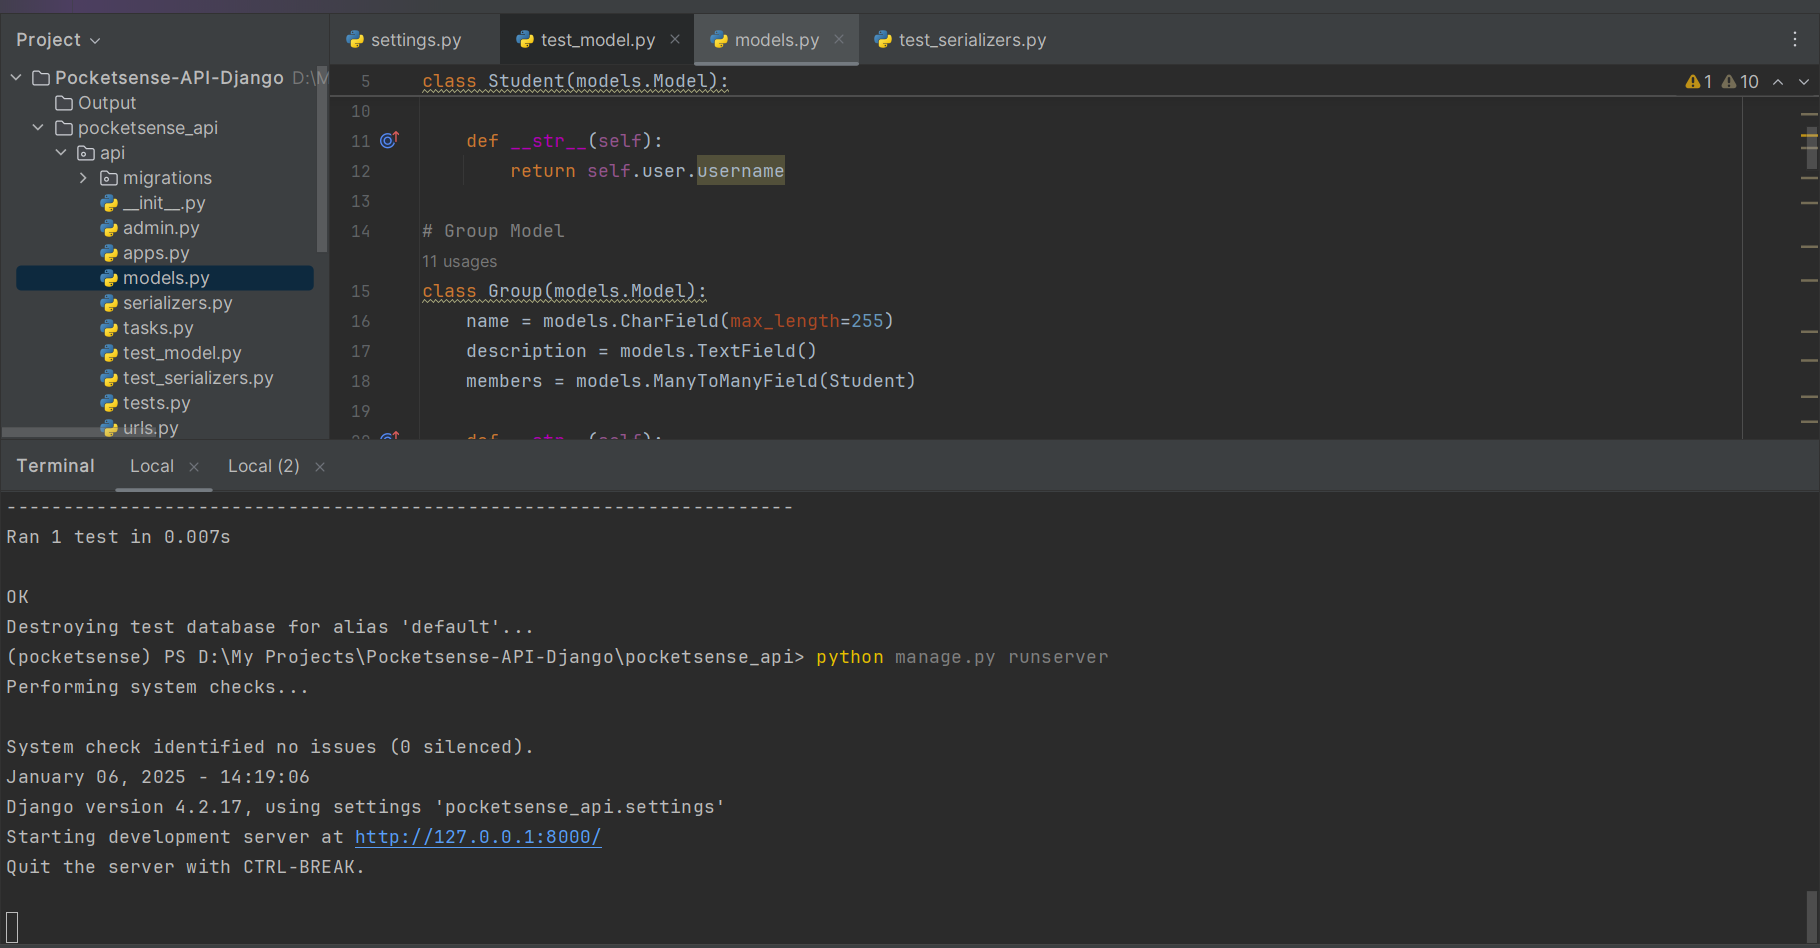 Project
settings.py
test_model.py
models.py
test_serializers.py
Pocketsense-API-Django D:\M
Output
pocketsense_api
api
migrations
__init__.py
admin.py
apps.py
models.py
serializers.py
tasks.py
test_model.py
test_serializers.py
tests.py
urls.py
5 class Student(models.Model):
1 10
10
11 def __str__(self):
12 return self.user.username
13
14 # Group Model
11 usages
15 class Group(models.Model):
16 name = models.CharField(max_length=255)
17 description = models.TextField()
18 members = models.ManyToManyField(Student)
19
20 def __str__(self):
Terminal Local Local (2)
----------------------------------------------------------------------
Ran 1 test in 0.007s
OK
Destroying test database for alias 'default'...
(pocketsense) PS D:\My Projects\Pocketsense-API-Django\pocketsense_api> python manage.py runserver
Performing system checks...
System check identified no issues (0 silenced).
January 06, 2025 - 14:19:06
Django version 4.2.17, using settings 'pocketsense_api.settings'
Starting development server at http://127.0.0.1:8000/
Quit the server with CTRL-BREAK.